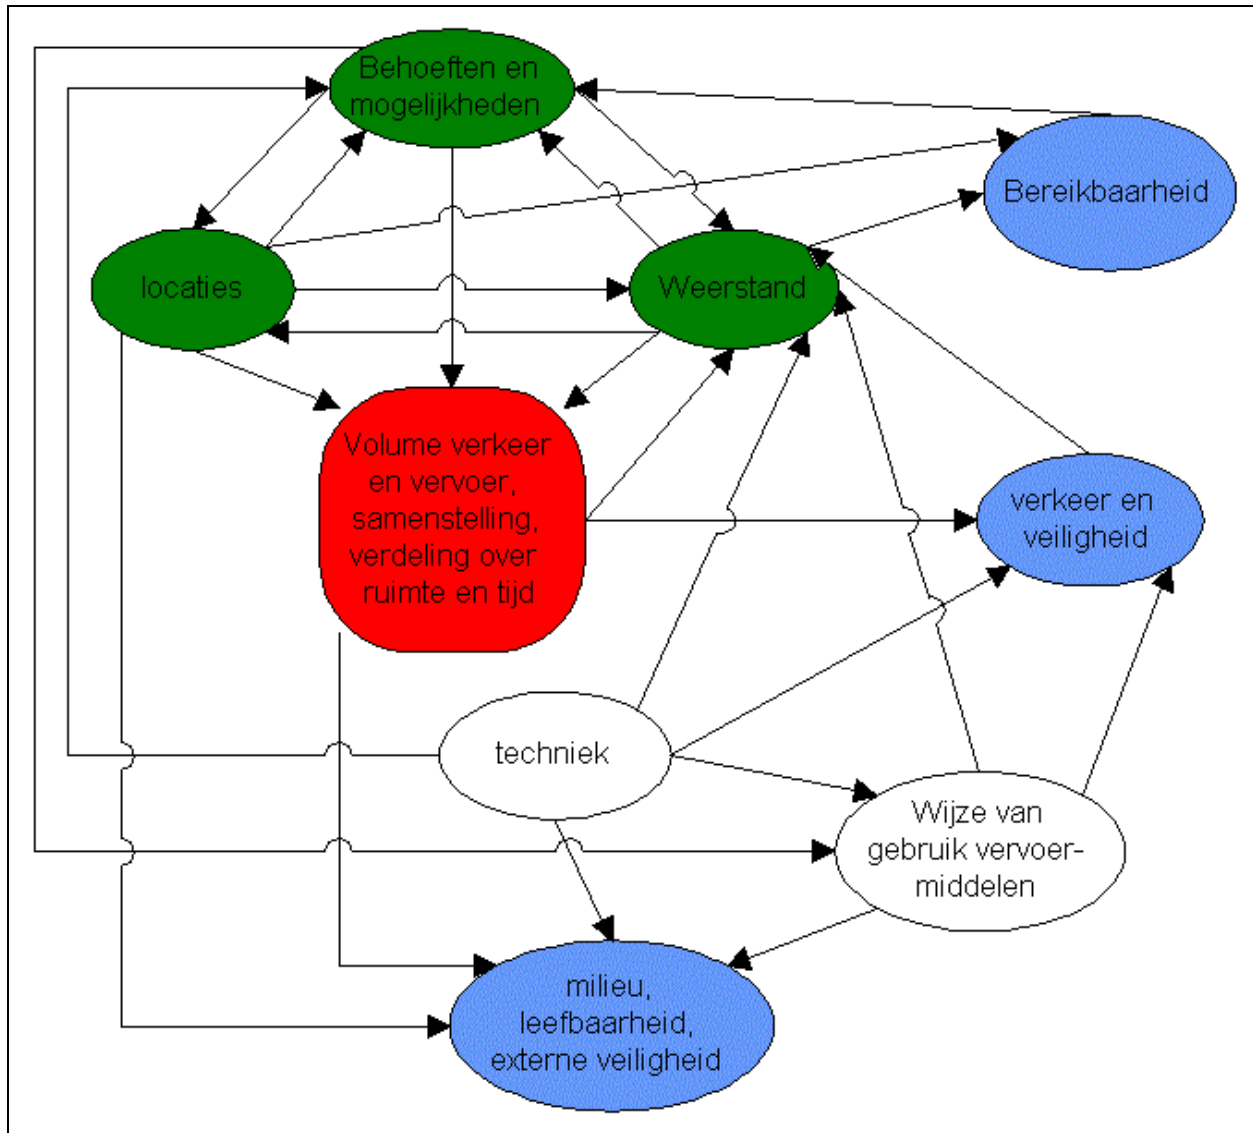 Behoeften en
mogelijkheden
Bereikbaarheid
locaties
Weerstand
Volume verkeer
en vervoer,
samenstelling,
verdeling over
ruimte en tijd
verkeer en
veiligheid
techniek
Wijze van
gebruik vervoer-
middelen
milieu,
leefbaarheid,
externe veiligheid